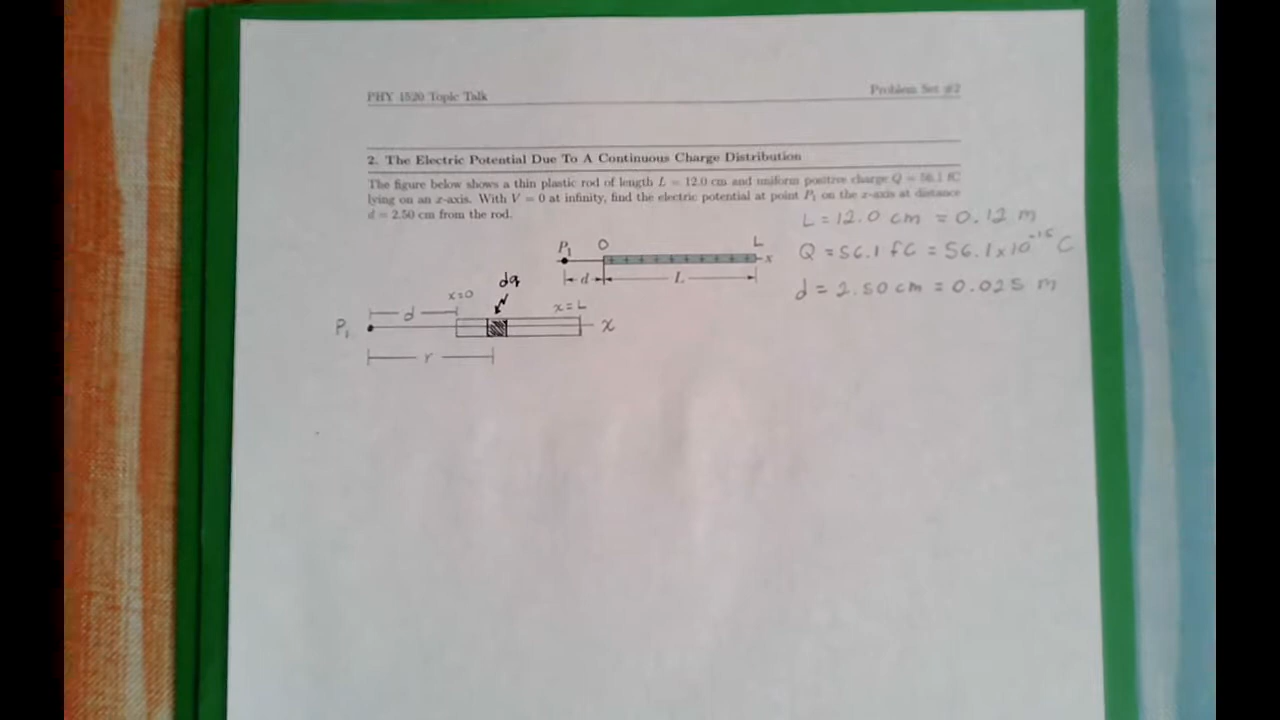 PHY 1520 Topic Talk
Problem Set #2
2. The Electric Potential Due To A Continuous Charge Distribution
The figure below shows a thin plastic rod of length L = 12.0 cm and uniform positive charge Q = 56.1 fC
lying on an x-axis. With V = 0 at infinity, find the electric potential at point P₁ on the x-axis at distance
d = 2.50 cm from the rod.
L = 12.0 cm = 0.12 m
P₁ O L
Q = 56.1 fC = 56.1 x 10⁻¹⁵ C
x
d L
d = 2.50 cm = 0.025 m
dq
x=0
x=L
d
P₁ x
r